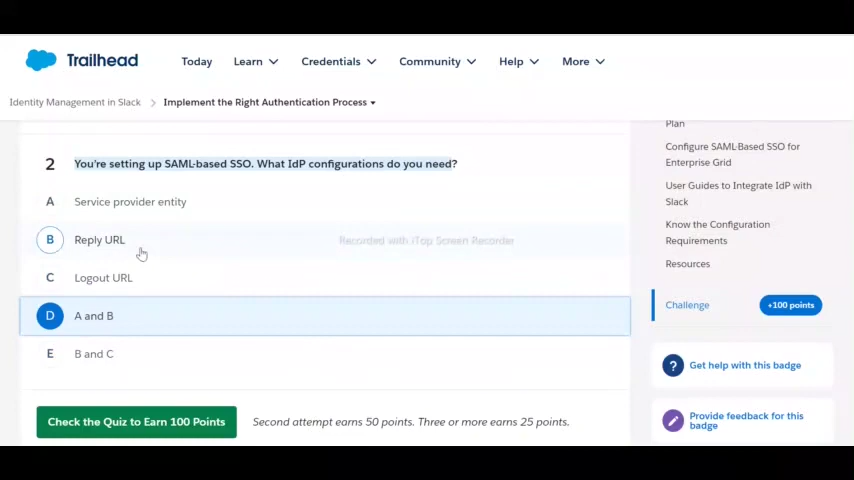 Trailhead
Today Learn Credentials Community Help More
Identity Management in Slack Implement the Right Authentication Process
Plan
Configure SAML-Based SSO for
Enterprise Grid
User Guides to Integrate IdP with
Slack
Know the Configuration
Requirements
Resources
Challenge +100 points
Get help with this badge
Provide feedback for this
badge
2 You're setting up SAML-based SSO. What IdP configurations do you need?
A Service provider entity
B Reply URL
Recorded with iTop Screen Recorder
C Logout URL
D A and B
E B and C
Check the Quiz to Earn 100 Points Second attempt earns 50 points. Three or more earns 25 points.